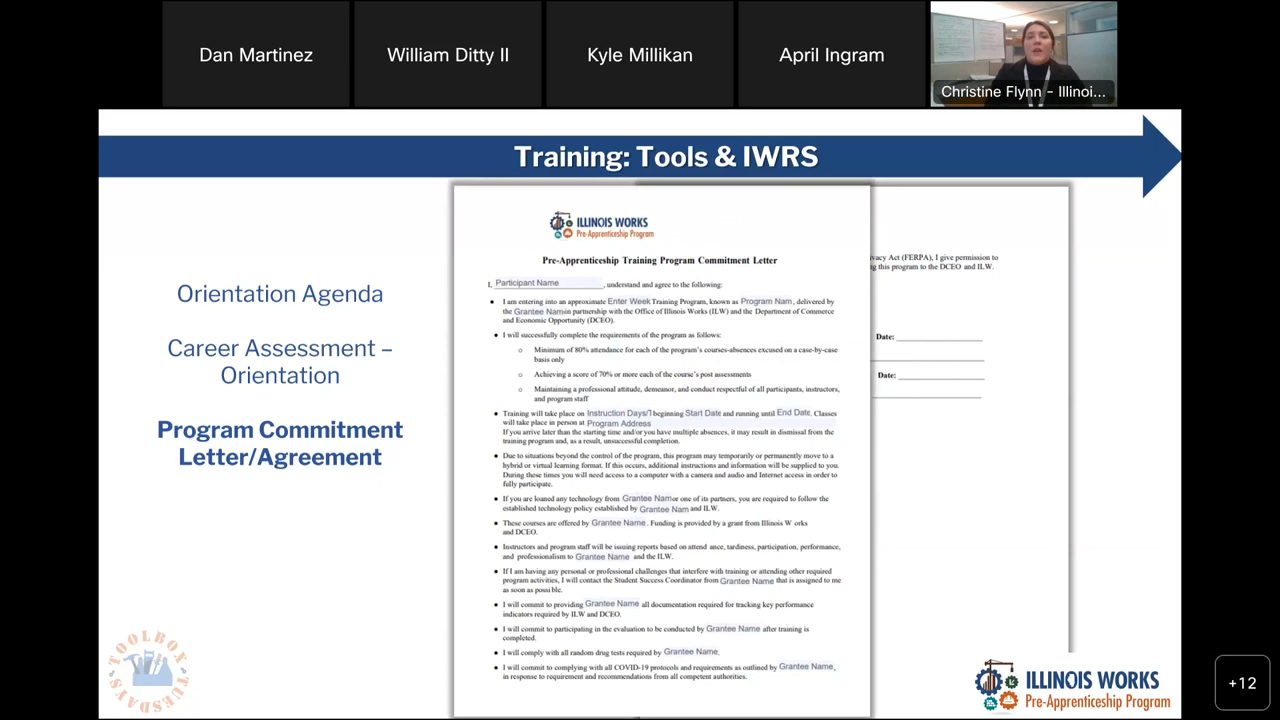 Dan Martinez
William Ditty II
Kyle Millikan
April Ingram
Christine Flynn - Illinoi...
Training: Tools & IWRS
Orientation Agenda
Career Assessment –
Orientation
Program Commitment
Letter/Agreement
TOOLBOX TUESDAYS
ILLINOIS WORKS
Pre-Apprenticeship Program
Pre-Apprenticeship Training Program Commitment Letter
I, Participant Name, understand and agree to the following:
• I am entering into an approximate Enter Week Training Program, known as Program Nam, delivered by
the Grantee Nam in partnership with the Office of Illinois Works (ILW) and the Department of Commerce
and Economic Opportunity (DCEO).
• I will successfully complete the requirements of the program as follows:
o Minimum of 80% attendance for each of the program's courses-absences excused on a case-by-case
basis only
o Achieving a score of 70% or more each of the course's post assessments
o Maintaining a professional attitude, demeanor, and conduct respectful of all participants, instructors,
and program staff
• Training will take place on Instruction Days/T beginning Start Date and running until End Date. Classes
will take place in person at Program Address
If you arrive later than the starting time and/or you have multiple absences, it may result in dismissal from the
training program and, as a result, unsuccessful completion.
• Due to situations beyond the control of the program, this program may temporarily or permanently move to a
hybrid or virtual learning format. If this occurs, additional instructions and information will be supplied to you.
During these times you will need access to a computer with a camera and audio and Internet access in order to
fully participate.
• If you are loaned any technology from Grantee Nam or one of its partners, you are required to follow the
established technology policy established by Grantee Nam and ILW.
• These courses are offered by Grantee Name. Funding is provided by a grant from Illinois W orks
and DCEO.
• Instructors and program staff will be issuing reports based on attend ance, tardiness, participation, performance,
and professionalism to Grantee Name and the ILW.
• If I am having any personal or professional challenges that interfere with training or attending other required
program activities, I will contact the Student Success Coordinator from Grantee Name that is assigned to me
as soon as possi ble.
• I will commit to providing Grantee Name all documentation required for tracking key performance
indicators required by ILW and DCEO.
• I will commit to participating in the evaluation to be conducted by Grantee Name after training is
completed.
• I will comply with all random drug tests required by Grantee Name.
• I will commit to complying with all COVID-19 protocols and requirements as outlined by Grantee Name,
in response to requirement and recommendations from all competent authorities.
ivacy Act (FERPA), I give permission to
ng this program to the DCEO and ILW.
Date:
Date:
ILLINOIS WORKS
Pre-Apprenticeship Program
+12